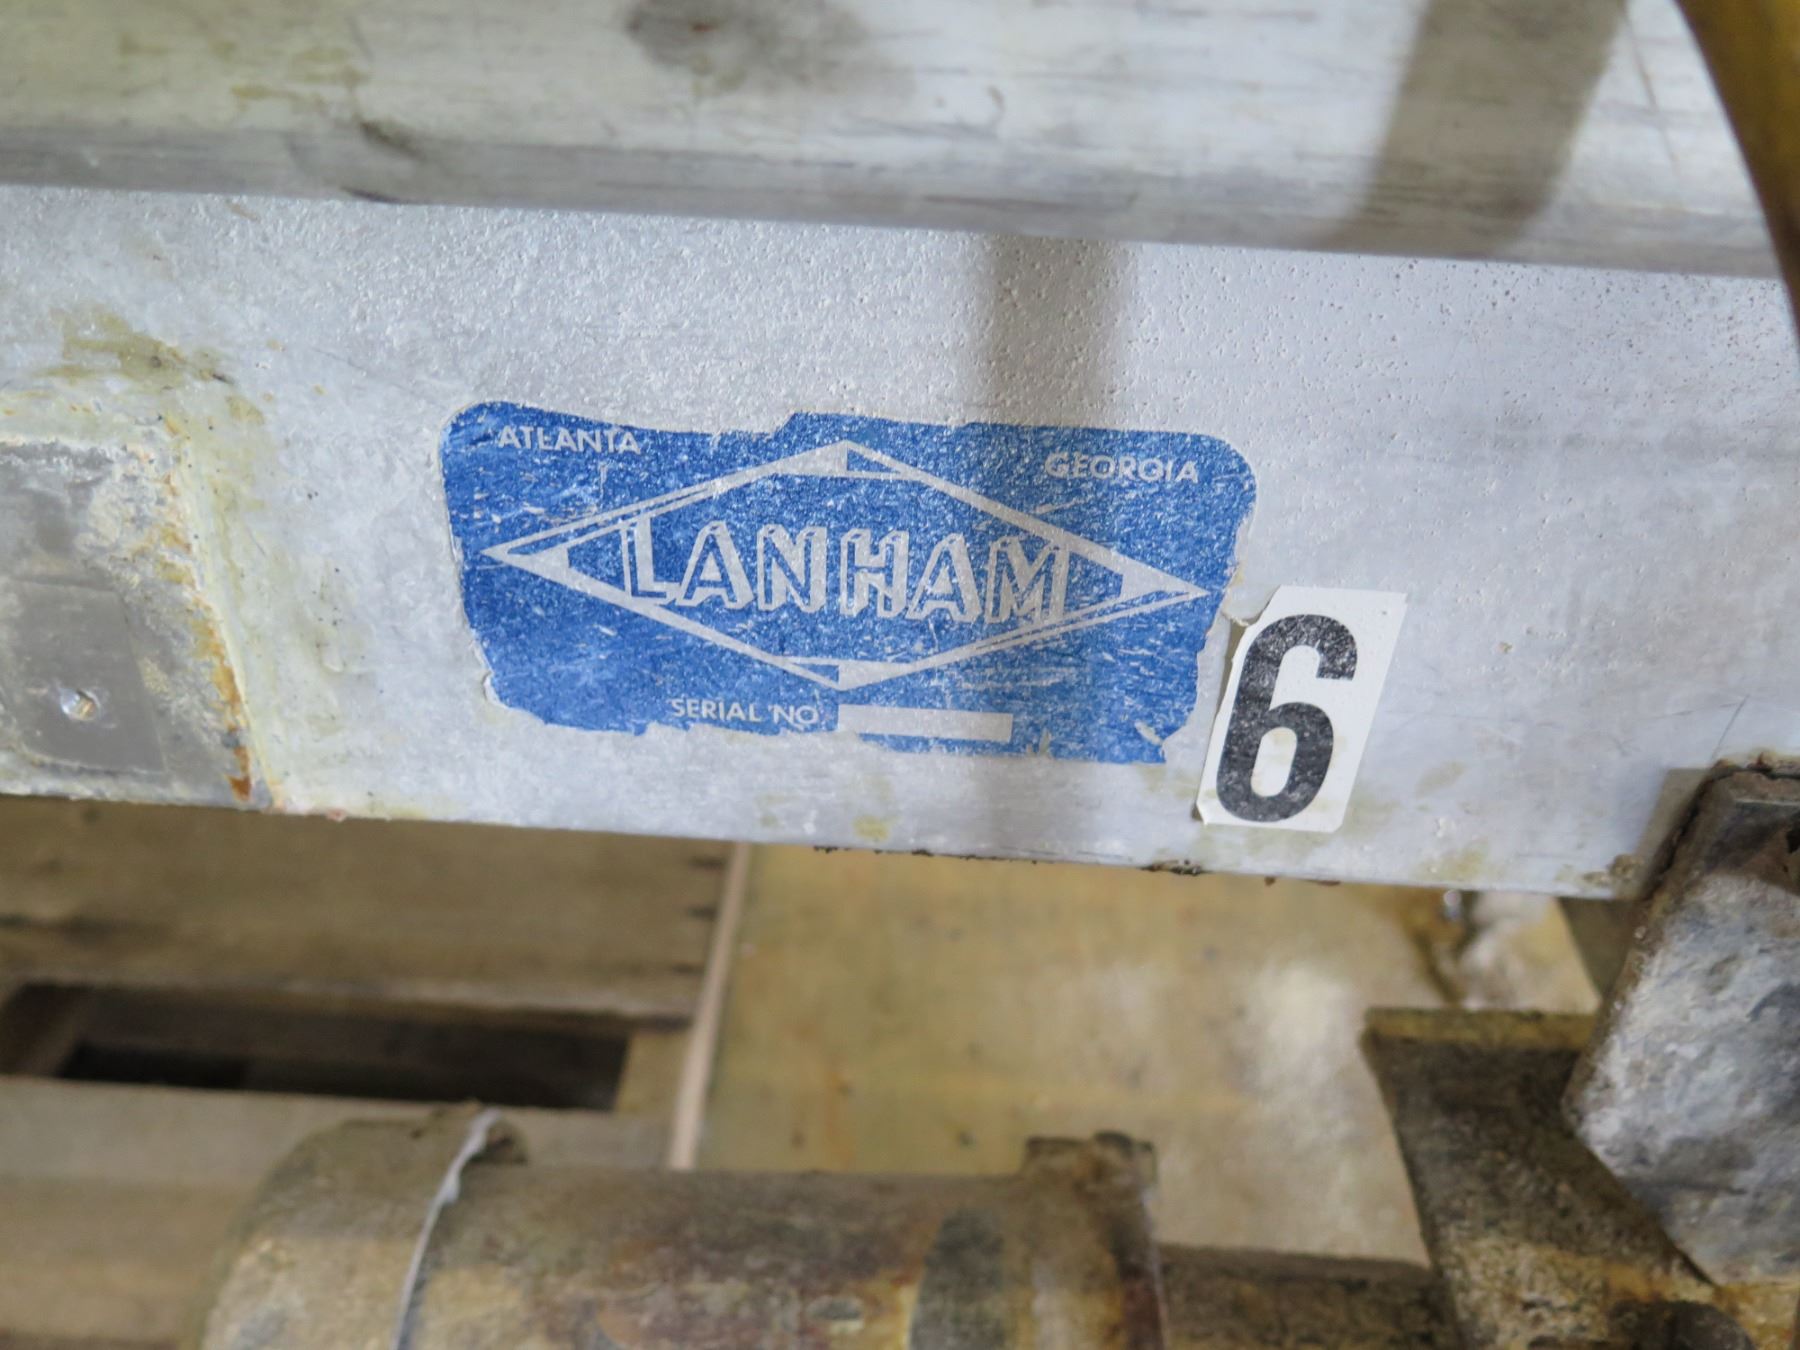 ATLANTA
GEORGIA
LANHAM
SERIAL NO
6